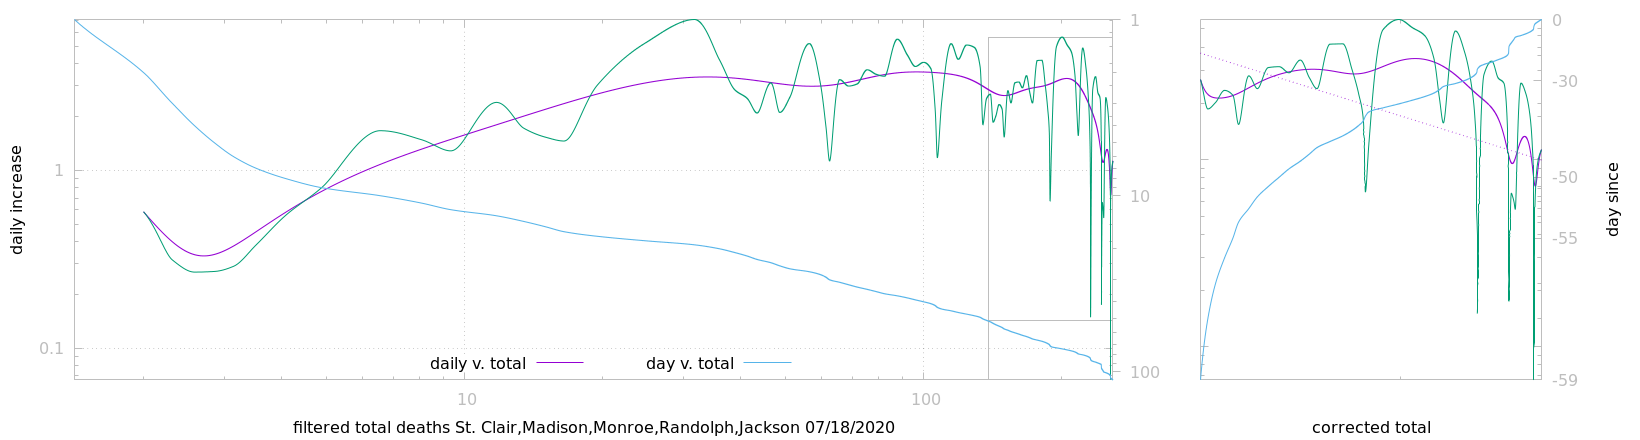 daily increase
1
0.1
10
100
1
10
100
daily v. total
day v. total
filtered total deaths St. Clair,Madison,Monroe,Randolph,Jackson 07/18/2020
0
-30
-50
-55
-59
day since
corrected total